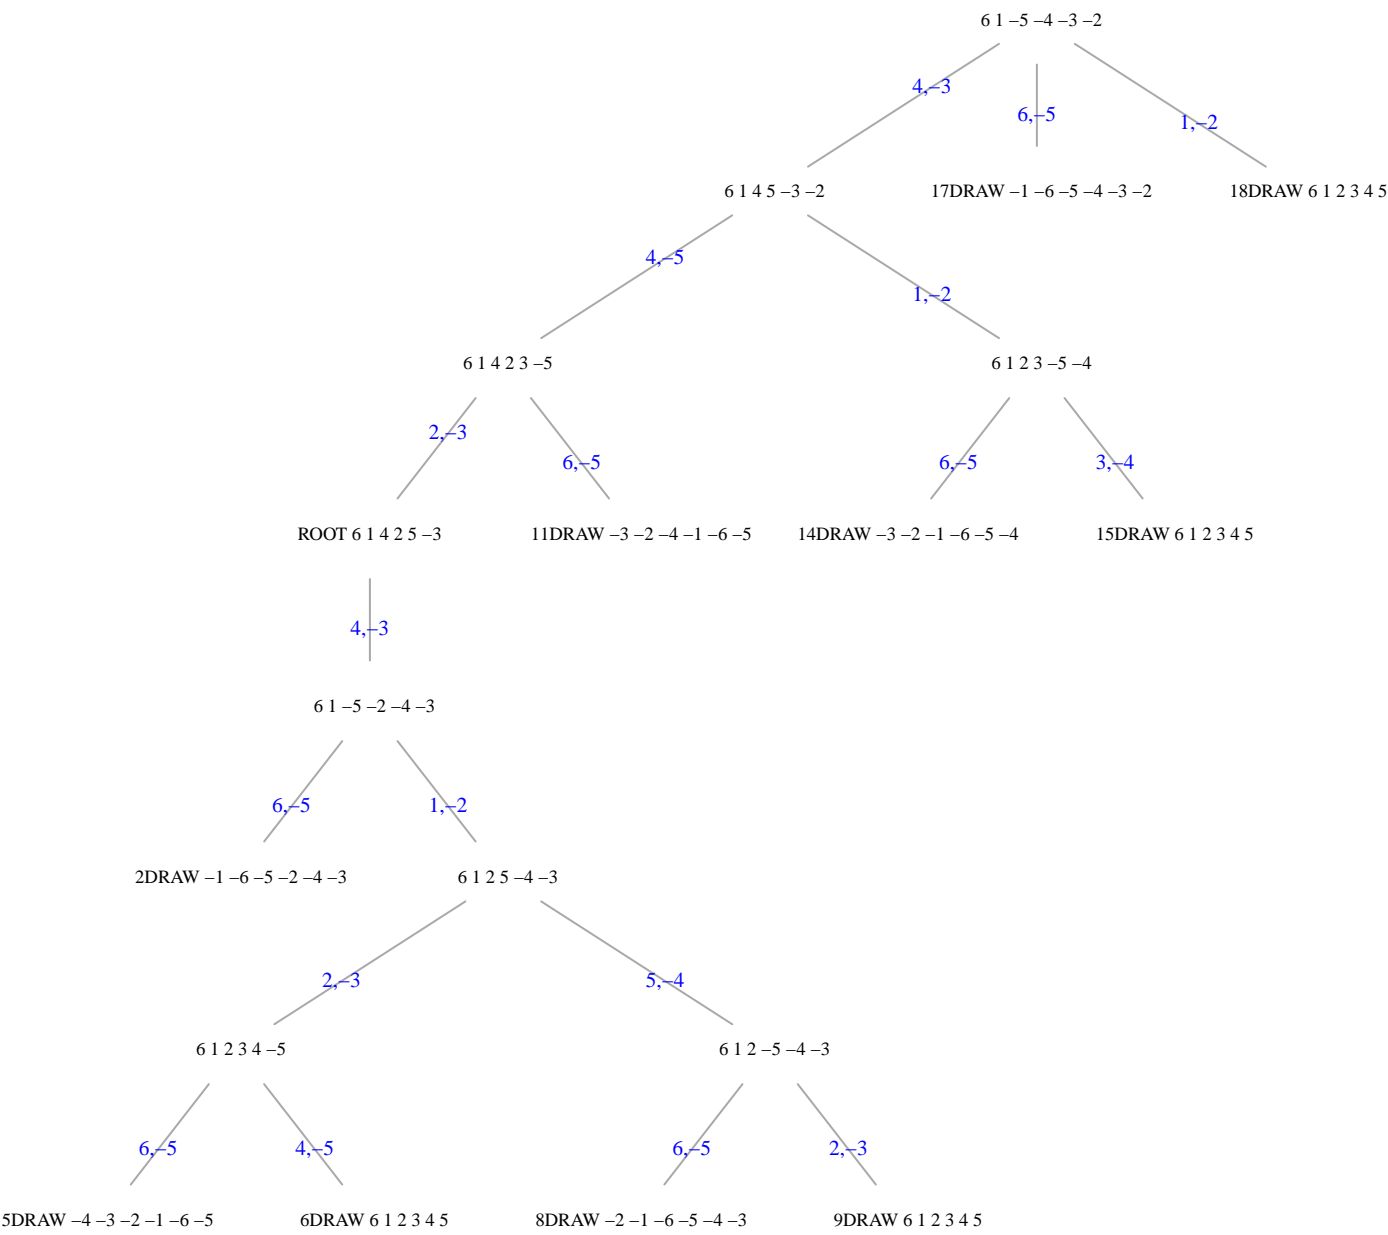 6 1 –5 –4 –3 –2
4,–3
6,–5
1,–2
6 1 4 5 –3 –2
17DRAW –1 –6 –5 –4 –3 –2
18DRAW 6 1 2 3 4 5
4,–5
1,–2
6 1 4 2 3 –5
6 1 2 3 –5 –4
2,–3
6,–5
6,–5
3,–4
ROOT 6 1 4 2 5 –3
11DRAW –3 –2 –4 –1 –6 –5
14DRAW –3 –2 –1 –6 –5 –4
15DRAW 6 1 2 3 4 5
4,–3
6 1 –5 –2 –4 –3
6,–5
1,–2
2DRAW –1 –6 –5 –2 –4 –3
6 1 2 5 –4 –3
2,–3
5,–4
6 1 2 3 4 –5
6 1 2 –5 –4 –3
6,–5
4,–5
6,–5
2,–3
5DRAW –4 –3 –2 –1 –6 –5
6DRAW 6 1 2 3 4 5
8DRAW –2 –1 –6 –5 –4 –3
9DRAW 6 1 2 3 4 5